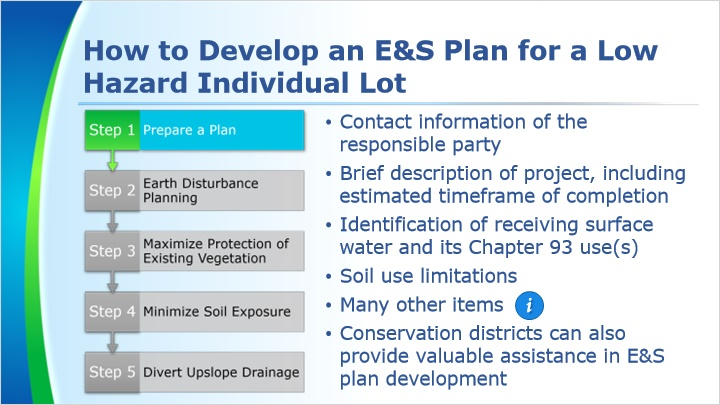 How to Develop an E&S Plan for a Low
Hazard Individual Lot
Step 1 Prepare a Plan
Step 2 Earth Disturbance
Planning
Step 3 Maximize Protection of
Existing Vegetation
Step 4 Minimize Soil Exposure
Step 5 Divert Upslope Drainage
• Contact information of the
responsible party
• Brief description of project, including
estimated timeframe of completion
• Identification of receiving surface
water and its Chapter 93 use(s)
• Soil use limitations
• Many other items i
• Conservation districts can also
provide valuable assistance in E&S
plan development